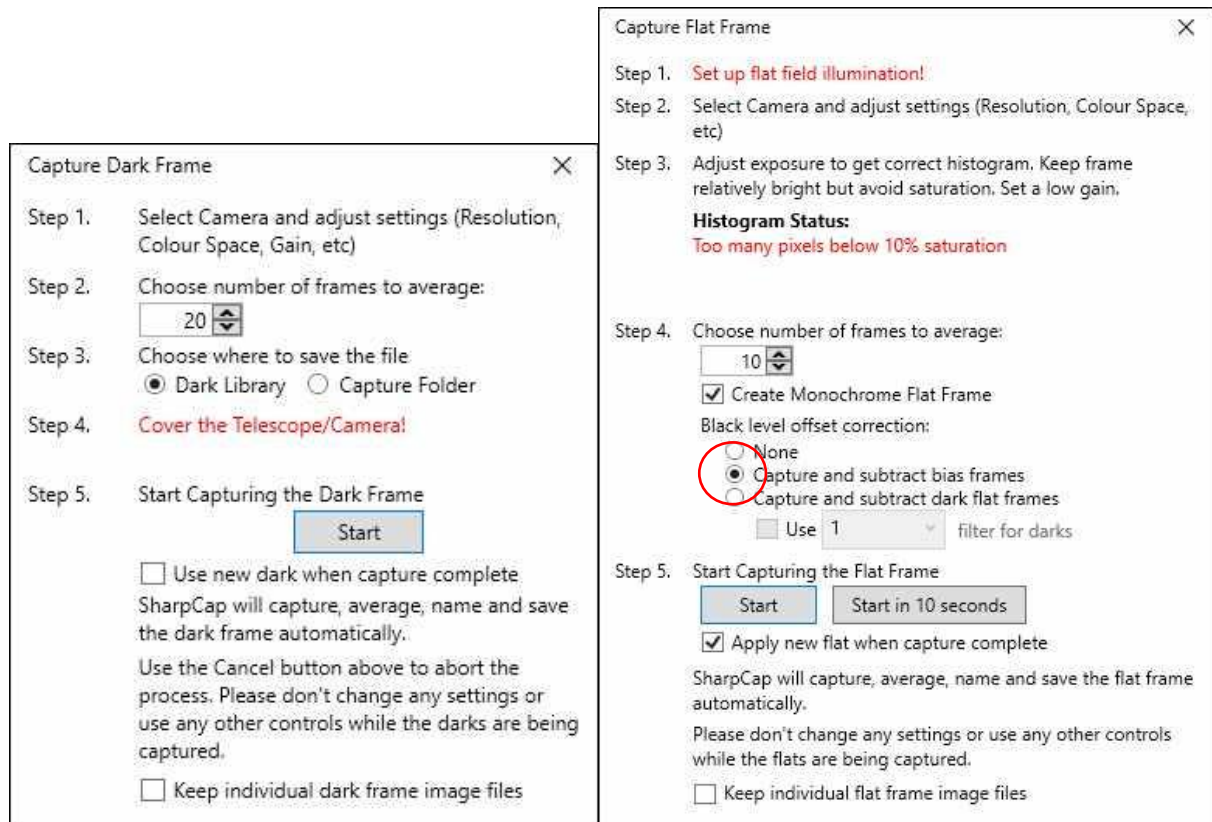 Capture Dark Frame
Step 1. Select Camera and adjust settings (Resolution,
Colour Space, Gain, etc)
Step 2. Choose number of frames to average:
20
Step 3. Choose where to save the file
Dark Library Capture Folder
Step 4. Cover the Telescope/Camera!
Step 5. Start Capturing the Dark Frame
Start
Use new dark when capture complete
SharpCap will capture, average, name and save
the dark frame automatically.
Use the Cancel button above to abort the
process. Please don't change any settings or
use any other controls while the darks are being
captured.
Keep individual dark frame image files
Capture Flat Frame
Step 1. Set up flat field illumination!
Step 2. Select Camera and adjust settings (Resolution, Colour Space,
etc)
Step 3. Adjust exposure to get correct histogram. Keep frame
relatively bright but avoid saturation. Set a low gain.
Histogram Status:
Too many pixels below 10% saturation
Step 4. Choose number of frames to average:
10
Create Monochrome Flat Frame
Black level offset correction:
None
Capture and subtract bias frames
Capture and subtract dark flat frames
Use 1 filter for darks
Step 5. Start Capturing the Flat Frame
Start Start in 10 seconds
Apply new flat when capture complete
SharpCap will capture, average, name and save the flat frame
automatically.
Please don't change any settings or use any other controls
while the flats are being captured.
Keep individual flat frame image files